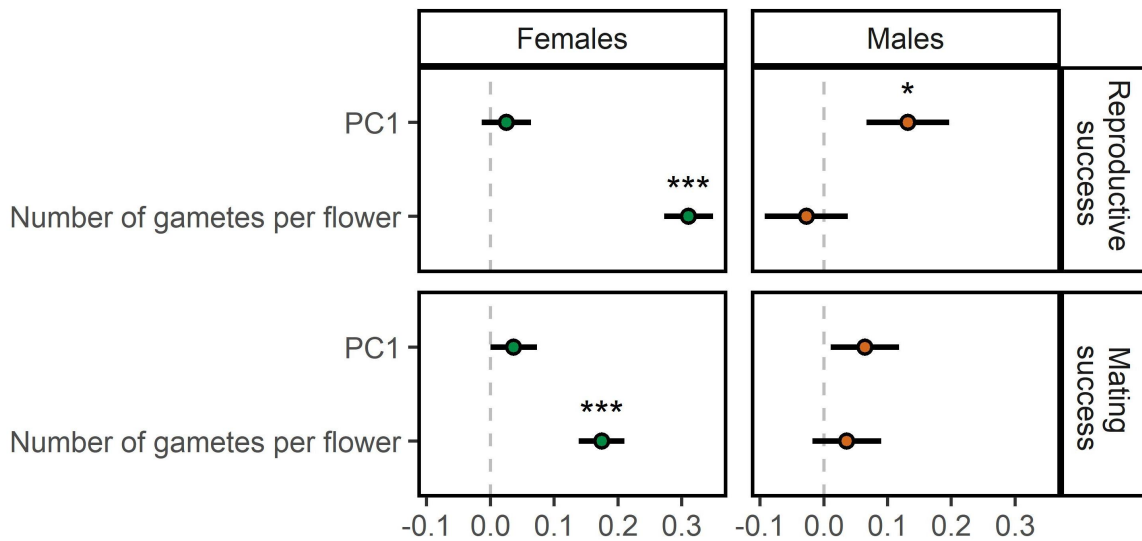 Females
Males
PC1
*
Number of gametes per flower
***
Reproductive
success
PC1
Number of gametes per flower
***
Mating
success
-0.1 0.0 0.1 0.2 0.3
-0.1 0.0 0.1 0.2 0.3